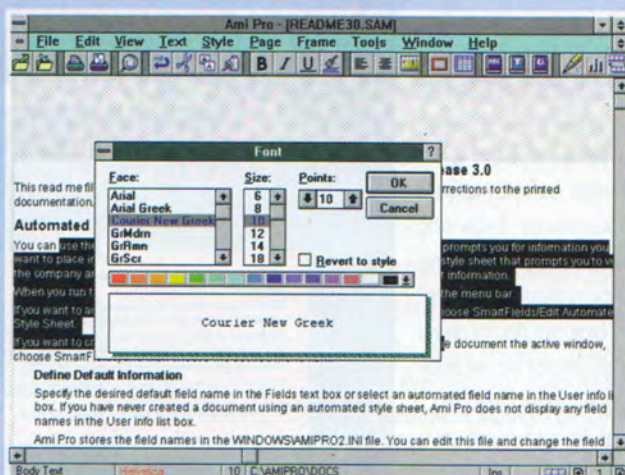 Ami Pro - [README30.SAM]
File Edit View Text Style Page Frame Tools Window Help
B I U
Font ?
Face: Size: Points:
Arial 6 10 OK
Arial Greek 8 Cancel
Courier New Greek 10
GrMdrn 12
GrRmn 14
GrScr 18 Revert to style
Courier New Greek
ease 3.0
This read me fil rrections to the printed
documentation.
Automated
You can use the prompts you for information you
want to place i style sheet that prompts you to ve
the company a r information.
When you run t the menu bar.
If you want to a oose SmartFields/Edit Automate
Style Sheet.
If you want to c e document the active window,
choose SmartF
Define Default Information
Specify the desired default field name in the Fields text box or select an automated field name in the User info li
box. If you have never created a document using an automated style sheet, Ami Pro does not display any field
names in the User info list box.
Ami Pro stores the field names in the WINDOWS\AMIPRO2.INI file. You can edit this file and change the field
Body Text Helvetica 10 C:\AMIPRO\DOCS Ins